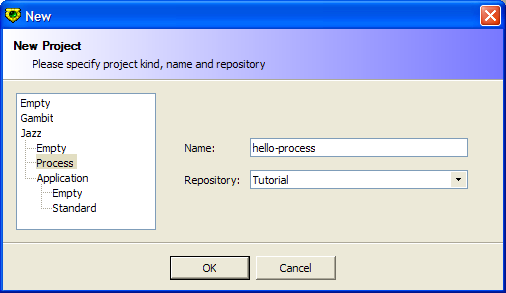 New
New Project
Please specify project kind, name and repository
Empty
Gambit
Jazz
Empty
Process
Application
Empty
Standard
Name: hello-process
Repository: Tutorial
OK Cancel